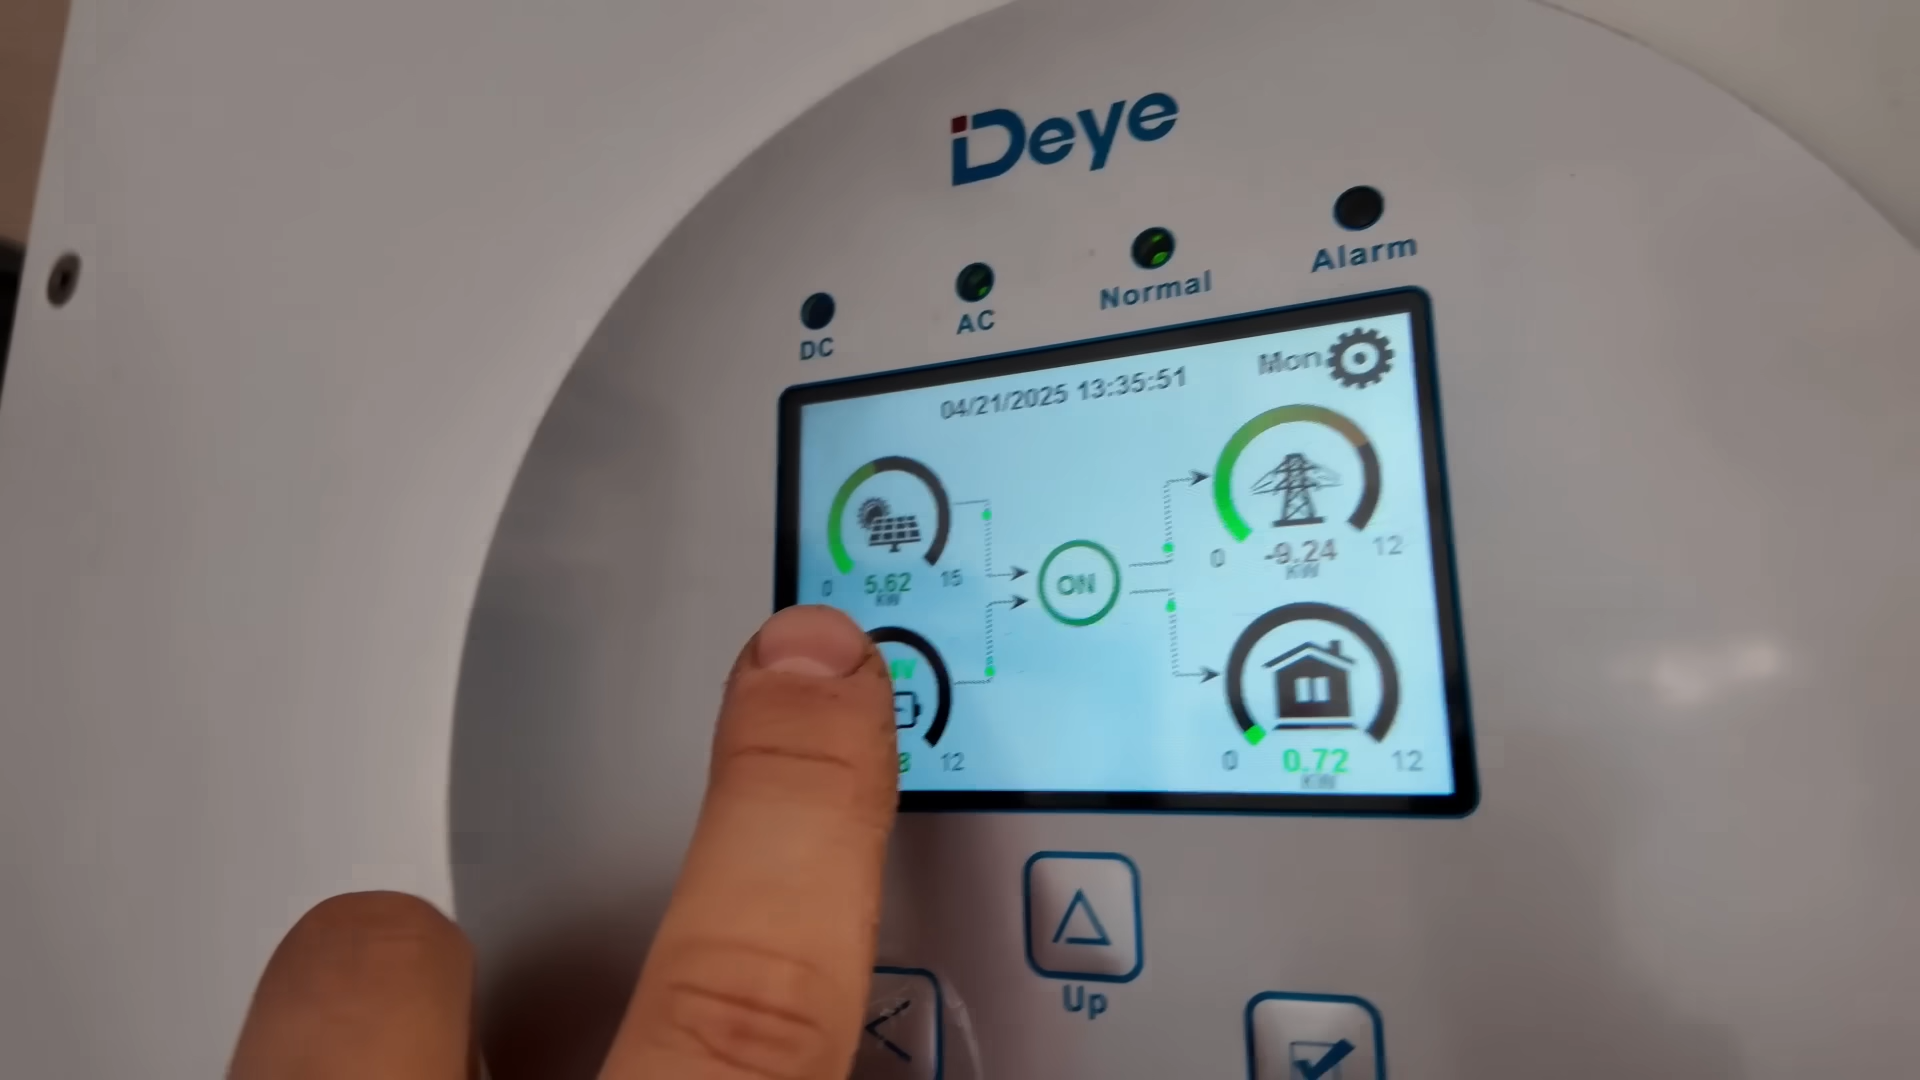 Deye
DC
AC
Normal
Alarm
04/21/2025 13:35:51
Mon
0
5.62
15
KW
0
-9.24
12
KW
ON
12
0
0.72
12
KW
Up